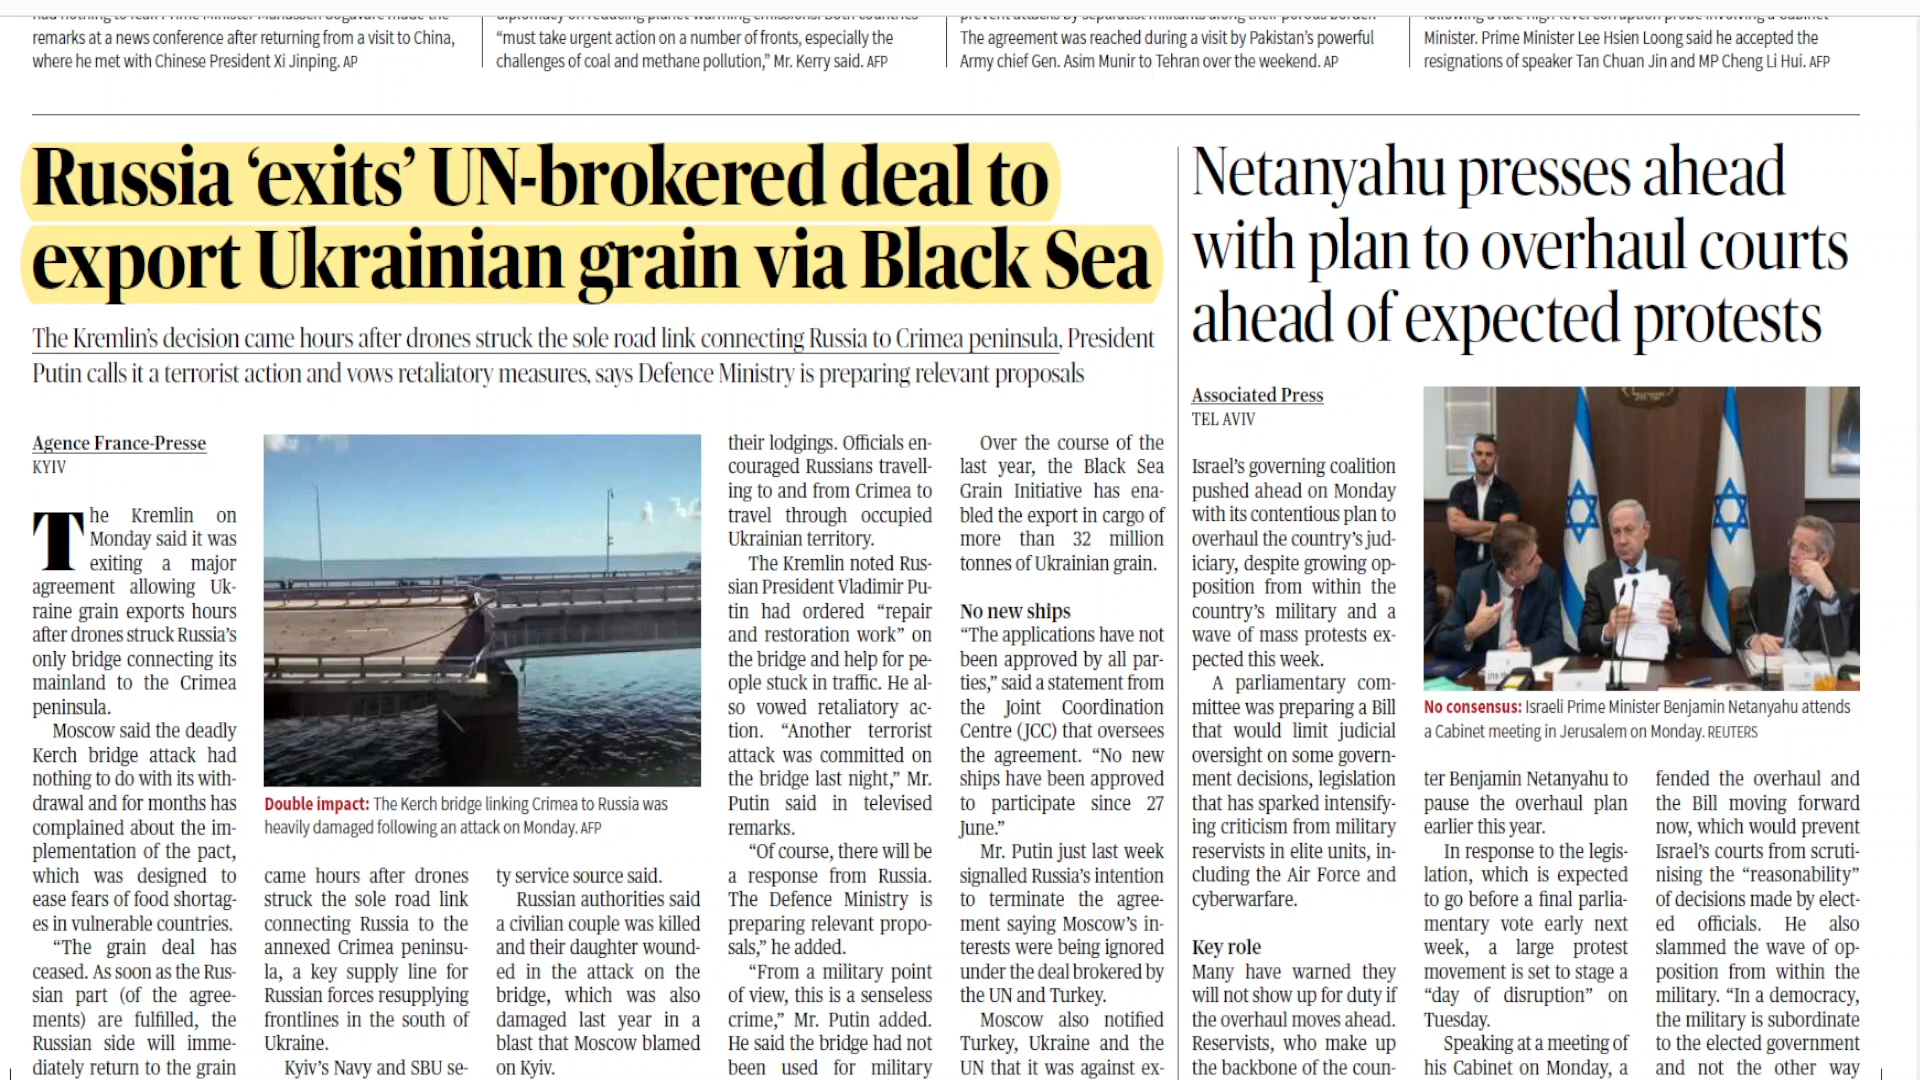 remarks at a news conference after returning from a visit to China,
where he met with Chinese President Xi Jinping. AP
“must take urgent action on a number of fronts, especially the
challenges of coal and methane pollution,” Mr. Kerry said. AFP
The agreement was reached during a visit by Pakistan’s powerful
Army chief Gen. Asim Munir to Tehran over the weekend. AP
Minister. Prime Minister Lee Hsien Loong said he accepted the
resignations of speaker Tan Chuan Jin and MP Cheng Li Hui. AFP
Russia ‘exits’ UN-brokered deal to
export Ukrainian grain via Black Sea
The Kremlin’s decision came hours after drones struck the sole road link connecting Russia to Crimea peninsula, President
Putin calls it a terrorist action and vows retaliatory measures, says Defence Ministry is preparing relevant proposals
Agence France-Presse
KYIV
The Kremlin on
Monday said it was
exiting a major
agreement allowing Uk-
raine grain exports hours
after drones struck Russia’s
only bridge connecting its
mainland to the Crimea
peninsula.
Moscow said the deadly
Kerch bridge attack had
nothing to do with its with-
drawal and for months has
complained about the im-
plementation of the pact,
which was designed to
ease fears of food shortag-
es in vulnerable countries.
“The grain deal has
ceased. As soon as the Rus-
sian part (of the agree-
ments) are fulfilled, the
Russian side will imme-
diately return to the grain
Double impact: The Kerch bridge linking Crimea to Russia was
heavily damaged following an attack on Monday. AFP
came hours after drones
struck the sole road link
connecting Russia to the
annexed Crimea peninsu-
la, a key supply line for
Russian forces resupplying
frontlines in the south of
Ukraine.
Kyiv’s Navy and SBU se-
ty service source said.
Russian authorities said
a civilian couple was killed
and their daughter wound-
ed in the attack on the
bridge, which was also
damaged last year in a
blast that Moscow blamed
on Kyiv.
their lodgings. Officials en-
couraged Russians travell-
ing to and from Crimea to
travel through occupied
Ukrainian territory.
The Kremlin noted Rus-
sian President Vladimir Pu-
tin had ordered “repair
and restoration work” on
the bridge and help for pe-
ople stuck in traffic. He al-
so vowed retaliatory ac-
tion. “Another terrorist
attack was committed on
the bridge last night,” Mr.
Putin said in televised
remarks.
“Of course, there will be
a response from Russia.
The Defence Ministry is
preparing relevant propo-
sals,” he added.
“From a military point
of view, this is a senseless
crime,” Mr. Putin added.
He said the bridge had not
been used for military
Over the course of the
last year, the Black Sea
Grain Initiative has ena-
bled the export in cargo of
more than 32 million
tonnes of Ukrainian grain.
No new ships
“The applications have not
been approved by all par-
ties,” said a statement from
the Joint Coordination
Centre (JCC) that oversees
the agreement. “No new
ships have been approved
to participate since 27
June.”
Mr. Putin just last week
signalled Russia’s intention
to terminate the agree-
ment saying Moscow’s in-
terests were being ignored
under the deal brokered by
the UN and Turkey.
Moscow also notified
Turkey, Ukraine and the
UN that it was against ex-
Netanyahu presses ahead
with plan to overhaul courts
ahead of expected protests
Associated Press
TEL AVIV
Israel’s governing coalition
pushed ahead on Monday
with its contentious plan to
overhaul the country’s jud-
iciary, despite growing op-
position from within the
country’s military and a
wave of mass protests ex-
pected this week.
A parliamentary com-
mittee was preparing a Bill
that would limit judicial
oversight on some govern-
ment decisions, legislation
that has sparked intensify-
ing criticism from military
reservists in elite units, in-
cluding the Air Force and
cyberwarfare.
Key role
Many have warned they
will not show up for duty if
the overhaul moves ahead.
Reservists, who make up
the backbone of the coun-
No consensus: Israeli Prime Minister Benjamin Netanyahu attends
a Cabinet meeting in Jerusalem on Monday. REUTERS
ter Benjamin Netanyahu to
pause the overhaul plan
earlier this year.
In response to the legis-
lation, which is expected
to go before a final parlia-
mentary vote early next
week, a large protest
movement is set to stage a
“day of disruption” on
Tuesday.
Speaking at a meeting of
his Cabinet on Monday, a
fended the overhaul and
the Bill moving forward
now, which would prevent
Israel’s courts from scruti-
nising the “reasonability”
of decisions made by elect-
ed officials. He also
slammed the wave of op-
position from within the
military. “In a democracy,
the military is subordinate
to the elected government
and not the other way